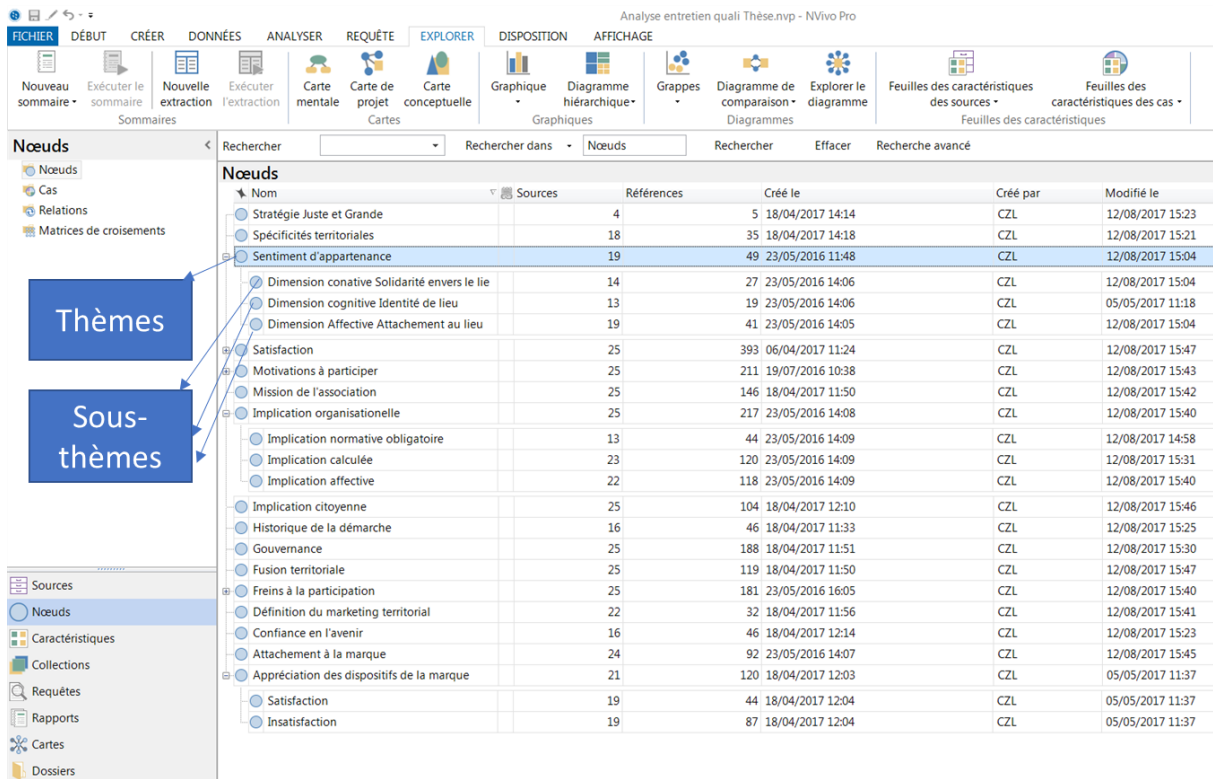 Analyse entretien quali Thèse.nvp - NVivo Pro
FICHIER DÉBUT CRÉER DONNÉES ANALYSER REQUÊTE EXPLORER DISPOSITION AFFICHAGE
Nouveau sommaire
Exécuter le sommaire
Nouvelle extraction
Exécuter l'extraction
Carte mentale
Carte de projet
Carte conceptuelle
Graphique
Diagramme hiérarchique
Grappes
Diagramme de comparaison
Explorer le diagramme
Feuilles des caractéristiques des sources
Feuilles des caractéristiques des cas
Sommaires Cartes Graphiques Diagrammes Feuilles des caractéristiques
Nœuds
Nœuds
Cas
Relations
Matrices de croisements
Thèmes
Sous-
thèmes
Sources
Nœuds
Caractéristiques
Collections
Requêtes
Rapports
Cartes
Dossiers
Rechercher Rechercher dans Nœuds Rechercher Effacer Recherche avancé
Nœuds
Nom Sources Références Créé le Créé par Modifié le
Stratégie Juste et Grande 4 5 18/04/2017 14:14 CZL 12/08/2017 15:23
Spécificités territoriales 18 35 18/04/2017 14:18 CZL 12/08/2017 15:21
Sentiment d'appartenance 19 49 23/05/2016 11:48 CZL 12/08/2017 15:04
Dimension conative Solidarité envers le lie 14 27 23/05/2016 14:06 CZL 12/08/2017 15:04
Dimension cognitive Identité de lieu 13 19 23/05/2016 14:06 CZL 05/05/2017 11:18
Dimension Affective Attachement au lieu 19 41 23/05/2016 14:05 CZL 12/08/2017 15:04
Satisfaction 25 393 06/04/2017 11:24 CZL 12/08/2017 15:47
Motivations à participer 25 211 19/07/2016 10:38 CZL 12/08/2017 15:43
Mission de l'association 25 146 18/04/2017 11:50 CZL 12/08/2017 15:42
Implication organisationelle 25 217 23/05/2016 14:08 CZL 12/08/2017 15:40
Implication normative obligatoire 13 44 23/05/2016 14:09 CZL 12/08/2017 14:58
Implication calculée 23 120 23/05/2016 14:09 CZL 12/08/2017 15:31
Implication affective 22 118 23/05/2016 14:09 CZL 12/08/2017 15:40
Implication citoyenne 25 104 18/04/2017 12:10 CZL 12/08/2017 15:46
Historique de la démarche 16 46 18/04/2017 11:33 CZL 12/08/2017 15:25
Gouvernance 25 188 18/04/2017 11:51 CZL 12/08/2017 15:30
Fusion territoriale 25 119 18/04/2017 11:50 CZL 12/08/2017 15:47
Freins à la participation 25 181 23/05/2016 16:05 CZL 12/08/2017 15:40
Définition du marketing territorial 22 32 18/04/2017 11:56 CZL 12/08/2017 15:41
Confiance en l'avenir 16 46 18/04/2017 12:14 CZL 12/08/2017 15:23
Attachement à la marque 24 92 23/05/2016 14:07 CZL 12/08/2017 15:45
Appréciation des dispositifs de la marque 21 120 18/04/2017 12:03 CZL 05/05/2017 11:37
Satisfaction 19 44 18/04/2017 12:04 CZL 05/05/2017 11:37
Insatisfaction 19 87 18/04/2017 12:04 CZL 05/05/2017 11:37